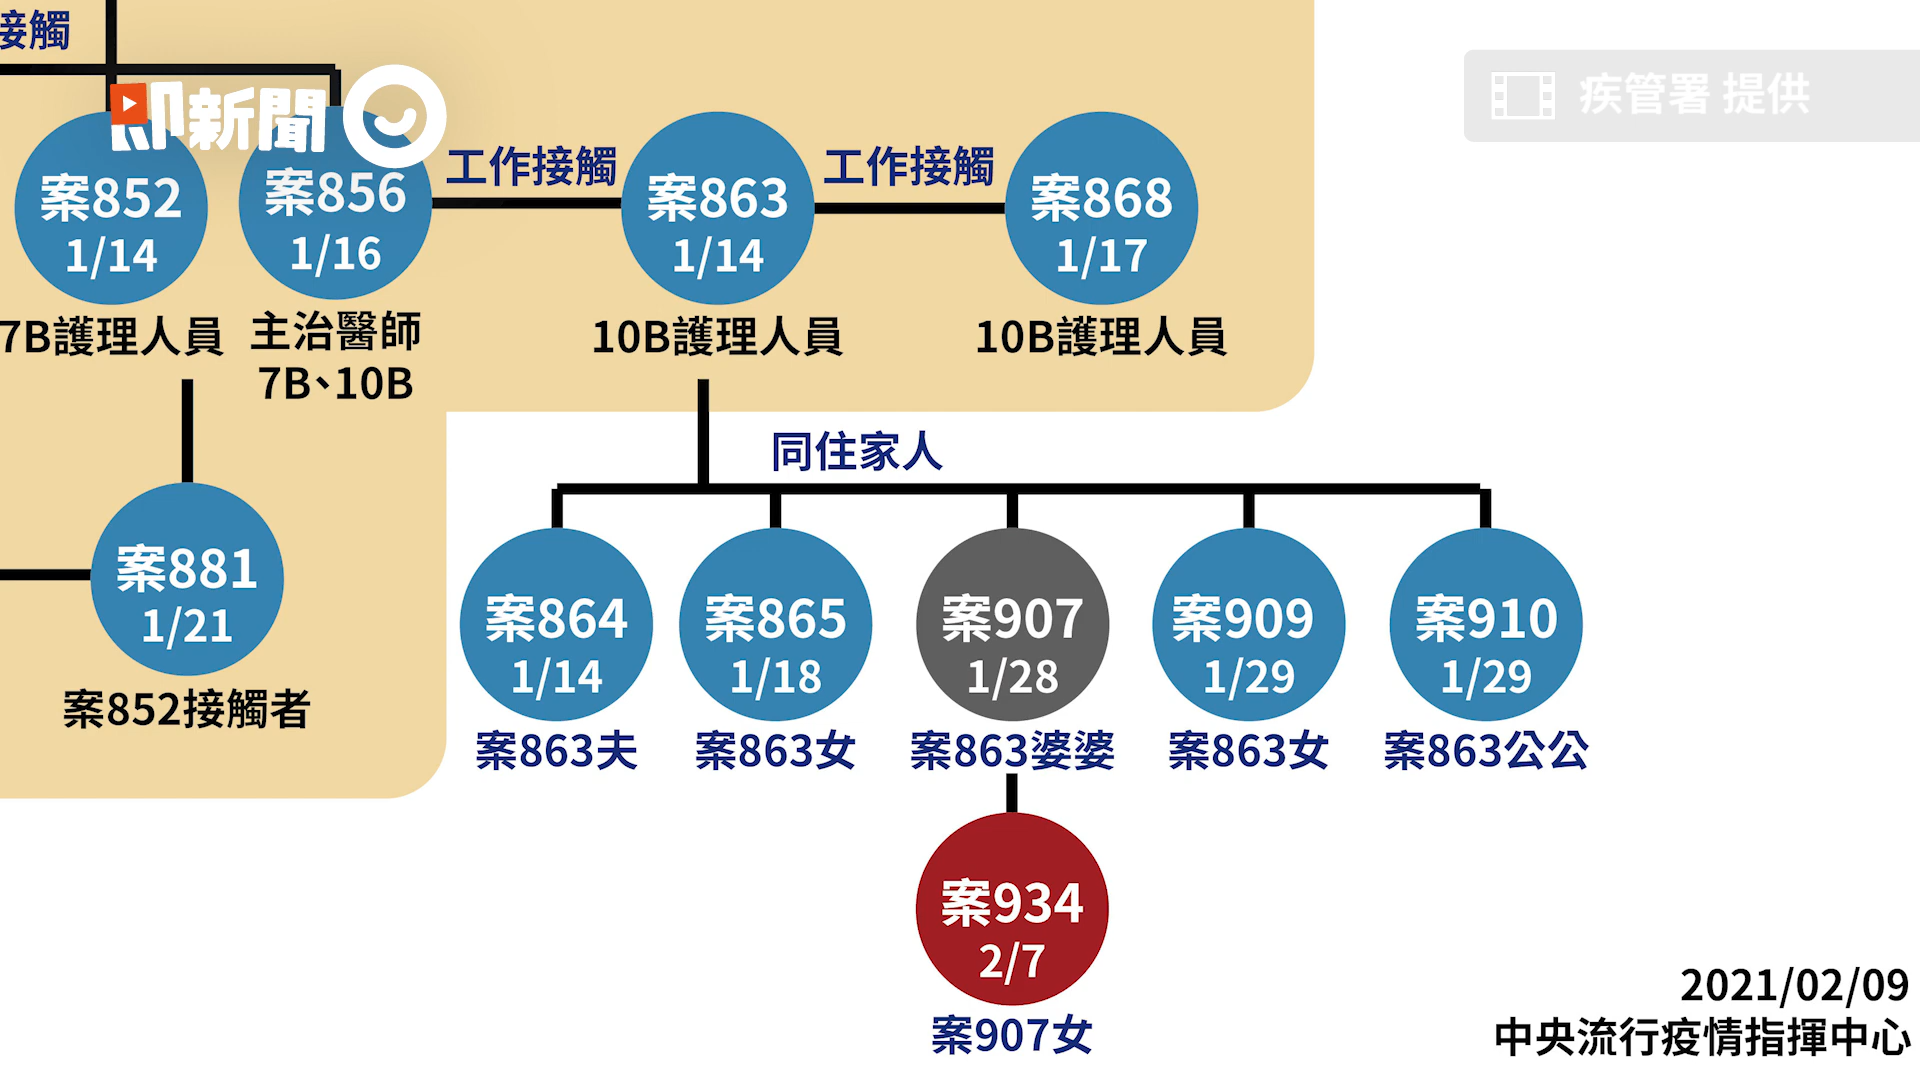 接觸
即新聞
疾管署 提供
工作接觸
工作接觸
案852
1/14
案856
1/16
案863
1/14
案868
1/17
7B護理人員
主治醫師
7B、10B
10B護理人員
10B護理人員
同住家人
案881
1/21
案852接觸者
案864
1/14
案865
1/18
案907
1/28
案909
1/29
案910
1/29
案863夫
案863女
案863婆婆
案863女
案863公公
案934
2/7
案907女
2021/02/09
中央流行疫情指揮中心